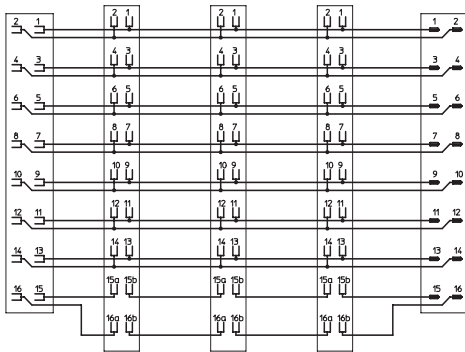 2 1 2 1 2 1 2 1 1 2
4 3 4 3 4 3 4 3 3 4
6 5 6 5 6 5 6 5 5 6
8 7 8 7 8 7 8 7 7 8
10 9 10 9 10 9 10 9 9 10
12 11 12 11 12 11 12 11 11 12
14 13 14 13 14 13 14 13 13 14
16 15 15a 15b 15a 15b 15a 15b 15 16
16a 16b 16a 16b 16a 16b